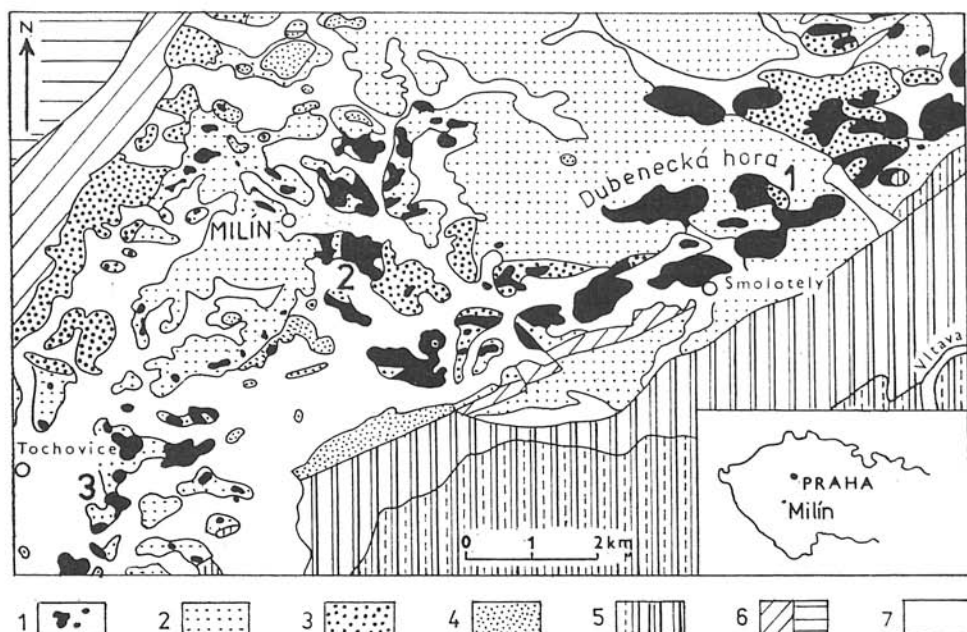 N
Dubenecká hora
1
MILÍN
2
Smolotely
Vltava
Tochovice
3
0 1 2 km
PRAHA
Milín
1 2 3 4 5 6 7